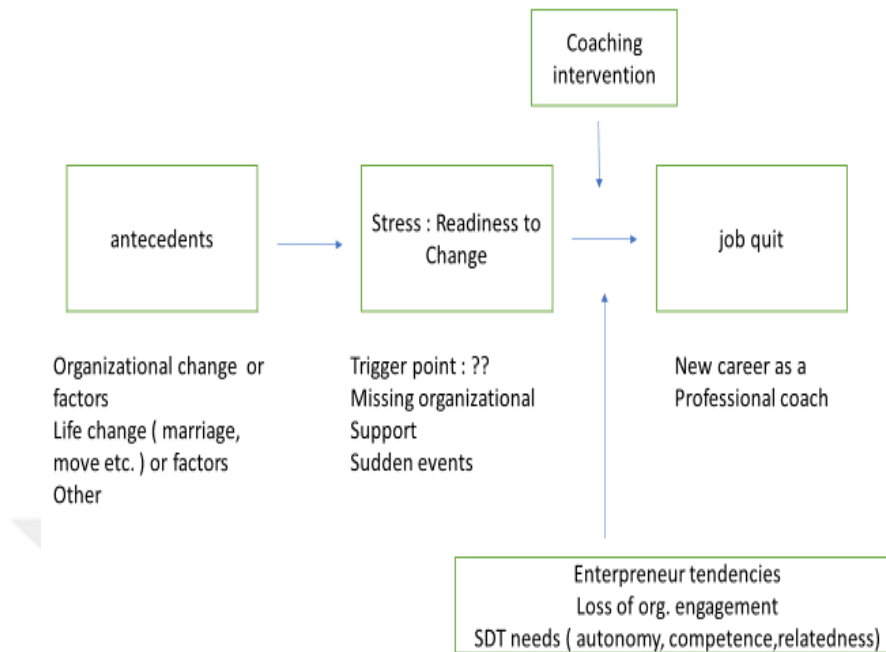 Coaching
intervention
antecedents
Stress : Readiness to
Change
job quit
Organizational change or
factors
Life change ( marriage,
move etc. ) or factors
Other
Trigger point : ??
Missing organizational
Support
Sudden events
New career as a
Professional coach
Enterpreneur tendencies
Loss of org. engagement
SDT needs ( autonomy, competence,relatedness)